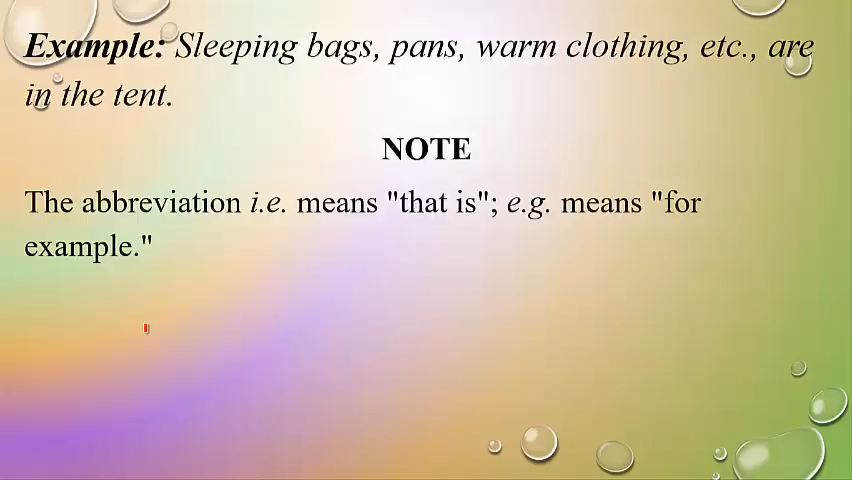 Example: Sleeping bags, pans, warm clothing, etc., are
in the tent.
NOTE
The abbreviation i.e. means "that is"; e.g. means "for
example."